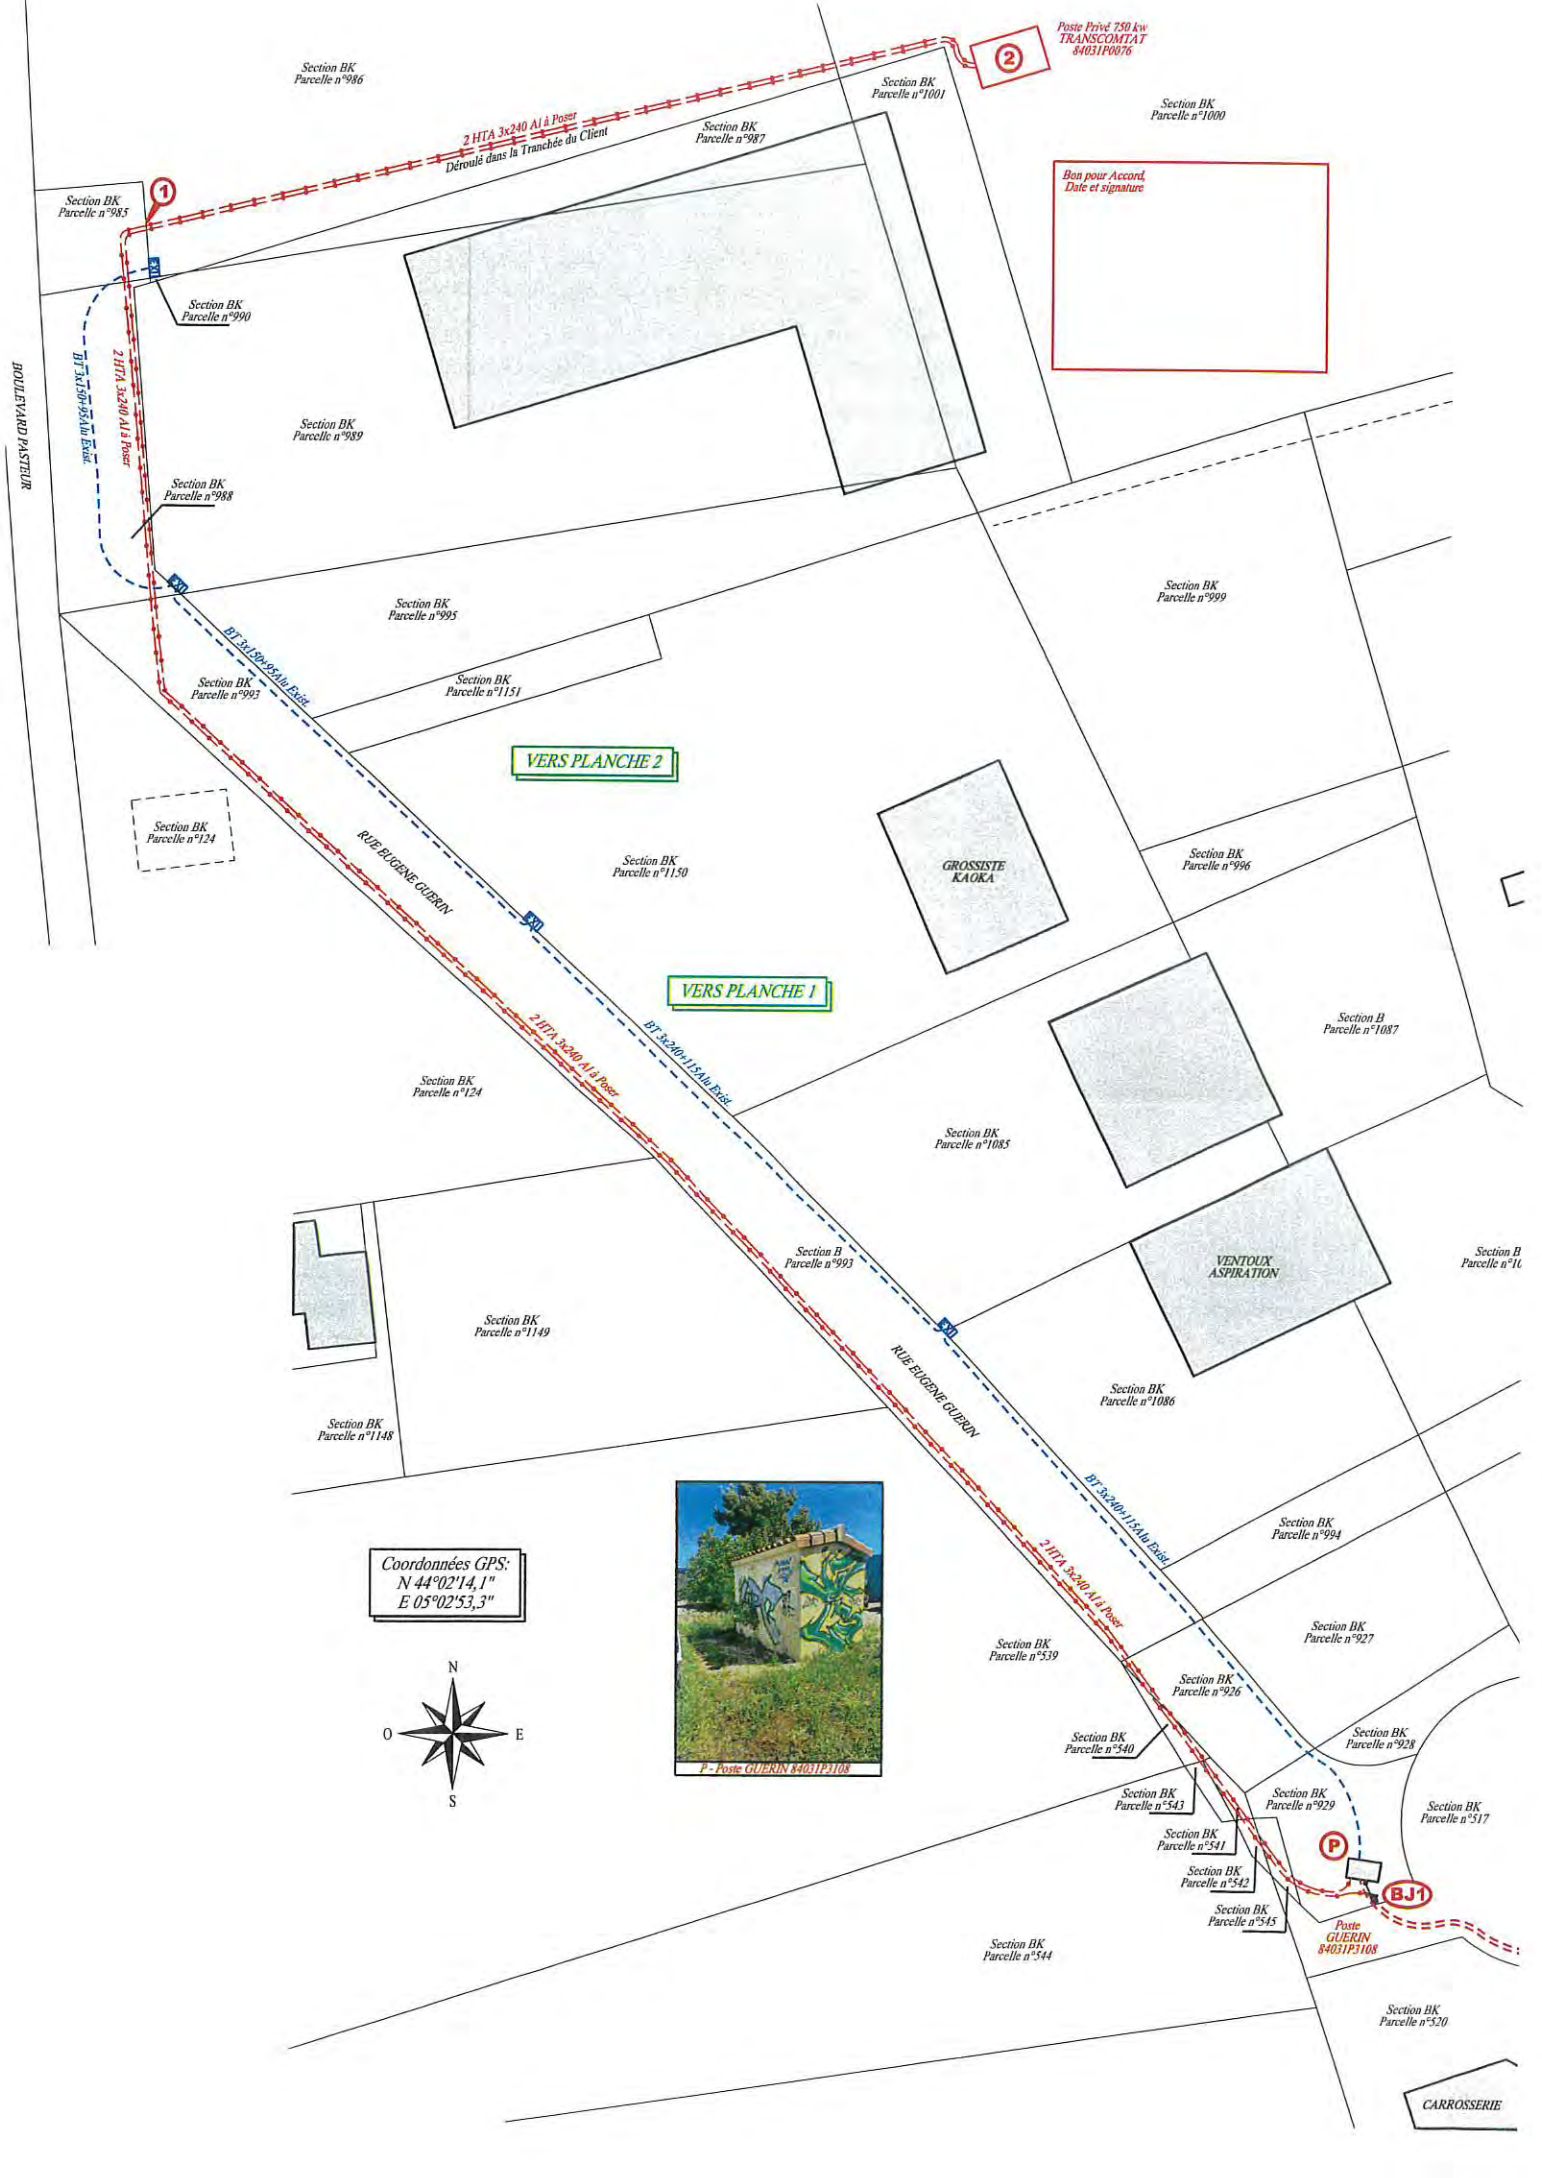 Poste Privé 750 kw
TRANSCOMTAT
84031P0076
2
Section BK
Parcelle n°986
Section BK
Parcelle n°1001
Section BK
Parcelle n°1000
2 HTA 3x240 Al à Poser
Déroulé dans la Tranchée du Client
Section BK
Parcelle n°987
Bon pour Accord,
Date et signature
1
Section BK
Parcelle n°985
EXI
Section BK
Parcelle n°990
BOULEVARD PASTEUR
BT 3x150+95Alu Exist.
2 HTA 3x240 Al à Poser
Section BK
Parcelle n°989
Section BK
Parcelle n°988
EXI
Section BK
Parcelle n°995
Section BK
Parcelle n°999
BT 3x150+95Alu Exist.
Section BK
Parcelle n°993
Section BK
Parcelle n°1151
VERS PLANCHE 2
Section BK
Parcelle n°124
RUE EUGENE GUERIN
Section BK
Parcelle n°1150
GROSSISTE
KAOKA
Section BK
Parcelle n°996
EXI
VERS PLANCHE 1
Section B
Parcelle n°1087
2 HTA 3x240 Al à Poser
BT 3x240+115Alu Exist.
Section BK
Parcelle n°124
Section BK
Parcelle n°1085
Section B
Parcelle n°993
VENTOUX
ASPIRATION
Section B
Parcelle n°10
Section BK
Parcelle n°1149
EXI
RUE EUGENE GUERIN
Section BK
Parcelle n°1086
Section BK
Parcelle n°1148
BT 3x240+115Alu Exist.
Section BK
Parcelle n°994
Coordonnées GPS:
N 44°02'14,1"
E 05°02'53,3"
2 HTA 3x240 Al à Poser
Section BK
Parcelle n°927
Section BK
Parcelle n°539
Section BK
Parcelle n°926
N
O
E
S
P - Poste GUERIN 84031P3108
Section BK
Parcelle n°540
Section BK
Parcelle n°928
Section BK
Parcelle n°543
Section BK
Parcelle n°929
Section BK
Parcelle n°517
Section BK
Parcelle n°541
P
Section BK
Parcelle n°542
BJ1
Section BK
Parcelle n°545
Poste
GUERIN
84031P3108
Section BK
Parcelle n°544
Section BK
Parcelle n°520
CARROSSERIE